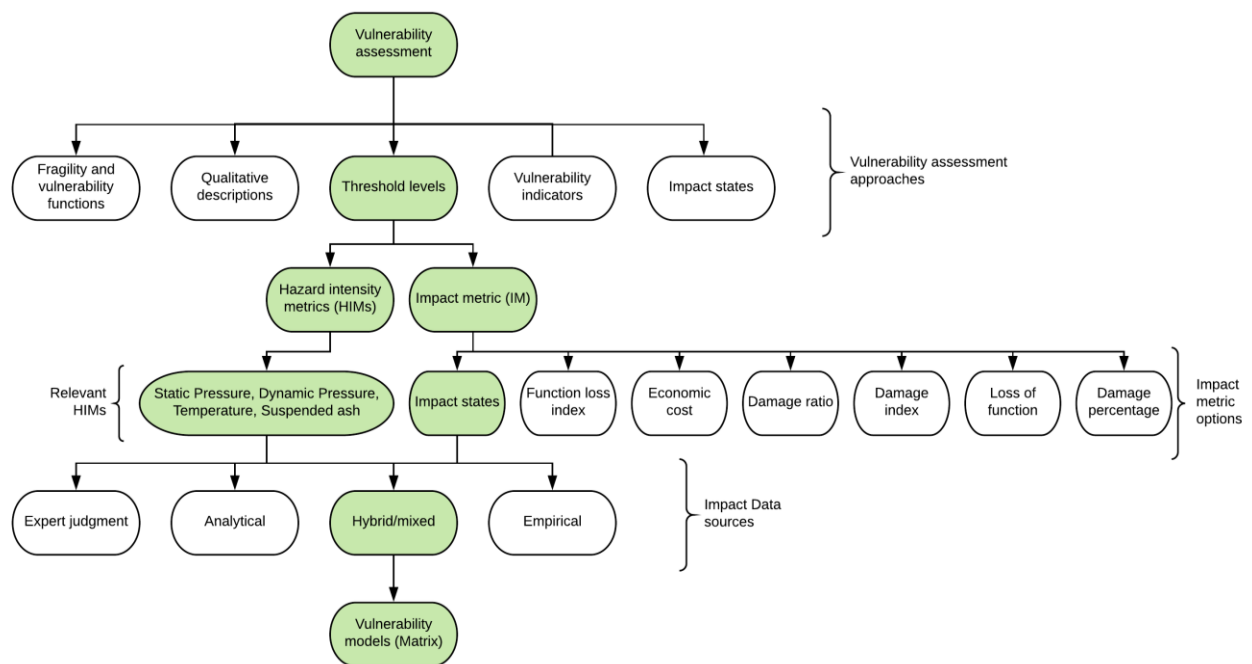 Vulnerability
assessment
Fragility and
vulnerability
functions
Qualitative
descriptions
Threshold levels
Vulnerability
indicators
Impact states
Vulnerability assessment
approaches
Hazard intensity
metrics (HIMs)
Impact metric (IM)
Relevant
HIMs
Static Pressure, Dynamic Pressure,
Temperature, Suspended ash
Impact states
Function loss
index
Economic
cost
Damage ratio
Damage
index
Loss of
function
Damage
percentage
Impact
metric
options
Expert judgment
Analytical
Hybrid/mixed
Empirical
Impact Data
sources
Vulnerability
models (Matrix)